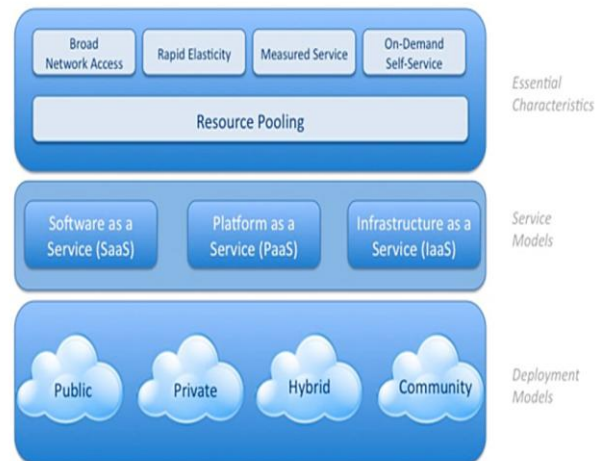 Broad
Network Access
Rapid Elasticity
Measured Service
On-Demand
Self-Service
Resource Pooling
Essential
Characteristics
Software as a
Service (SaaS)
Platform as a
Service (PaaS)
Infrastructure as a
Service (IaaS)
Service
Models
Public
Private
Hybrid
Community
Deployment
Models